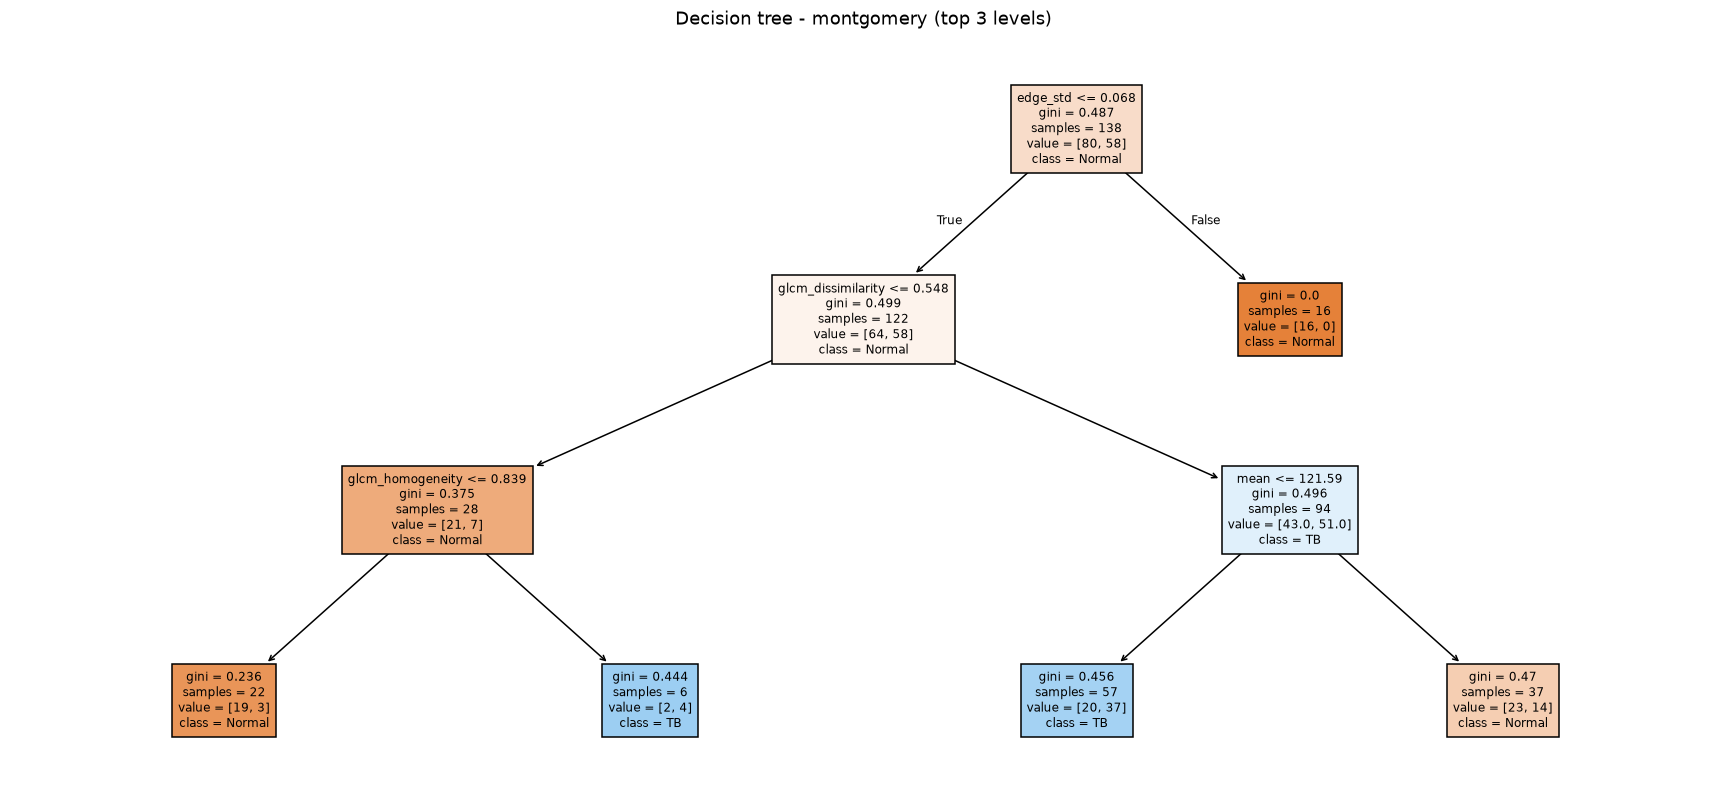 Decision tree - montgomery (top 3 levels)
edge_std <= 0.068
gini = 0.487
samples = 138
value = [80, 58]
class = Normal
True
False
glcm_dissimilarity <= 0.548
gini = 0.499
samples = 122
value = [64, 58]
class = Normal
gini = 0.0
samples = 16
value = [16, 0]
class = Normal
glcm_homogeneity <= 0.839
gini = 0.375
samples = 28
value = [21, 7]
class = Normal
mean <= 121.59
gini = 0.496
samples = 94
value = [43.0, 51.0]
class = TB
gini = 0.236
samples = 22
value = [19, 3]
class = Normal
gini = 0.444
samples = 6
value = [2, 4]
class = TB
gini = 0.456
samples = 57
value = [20, 37]
class = TB
gini = 0.47
samples = 37
value = [23, 14]
class = Normal